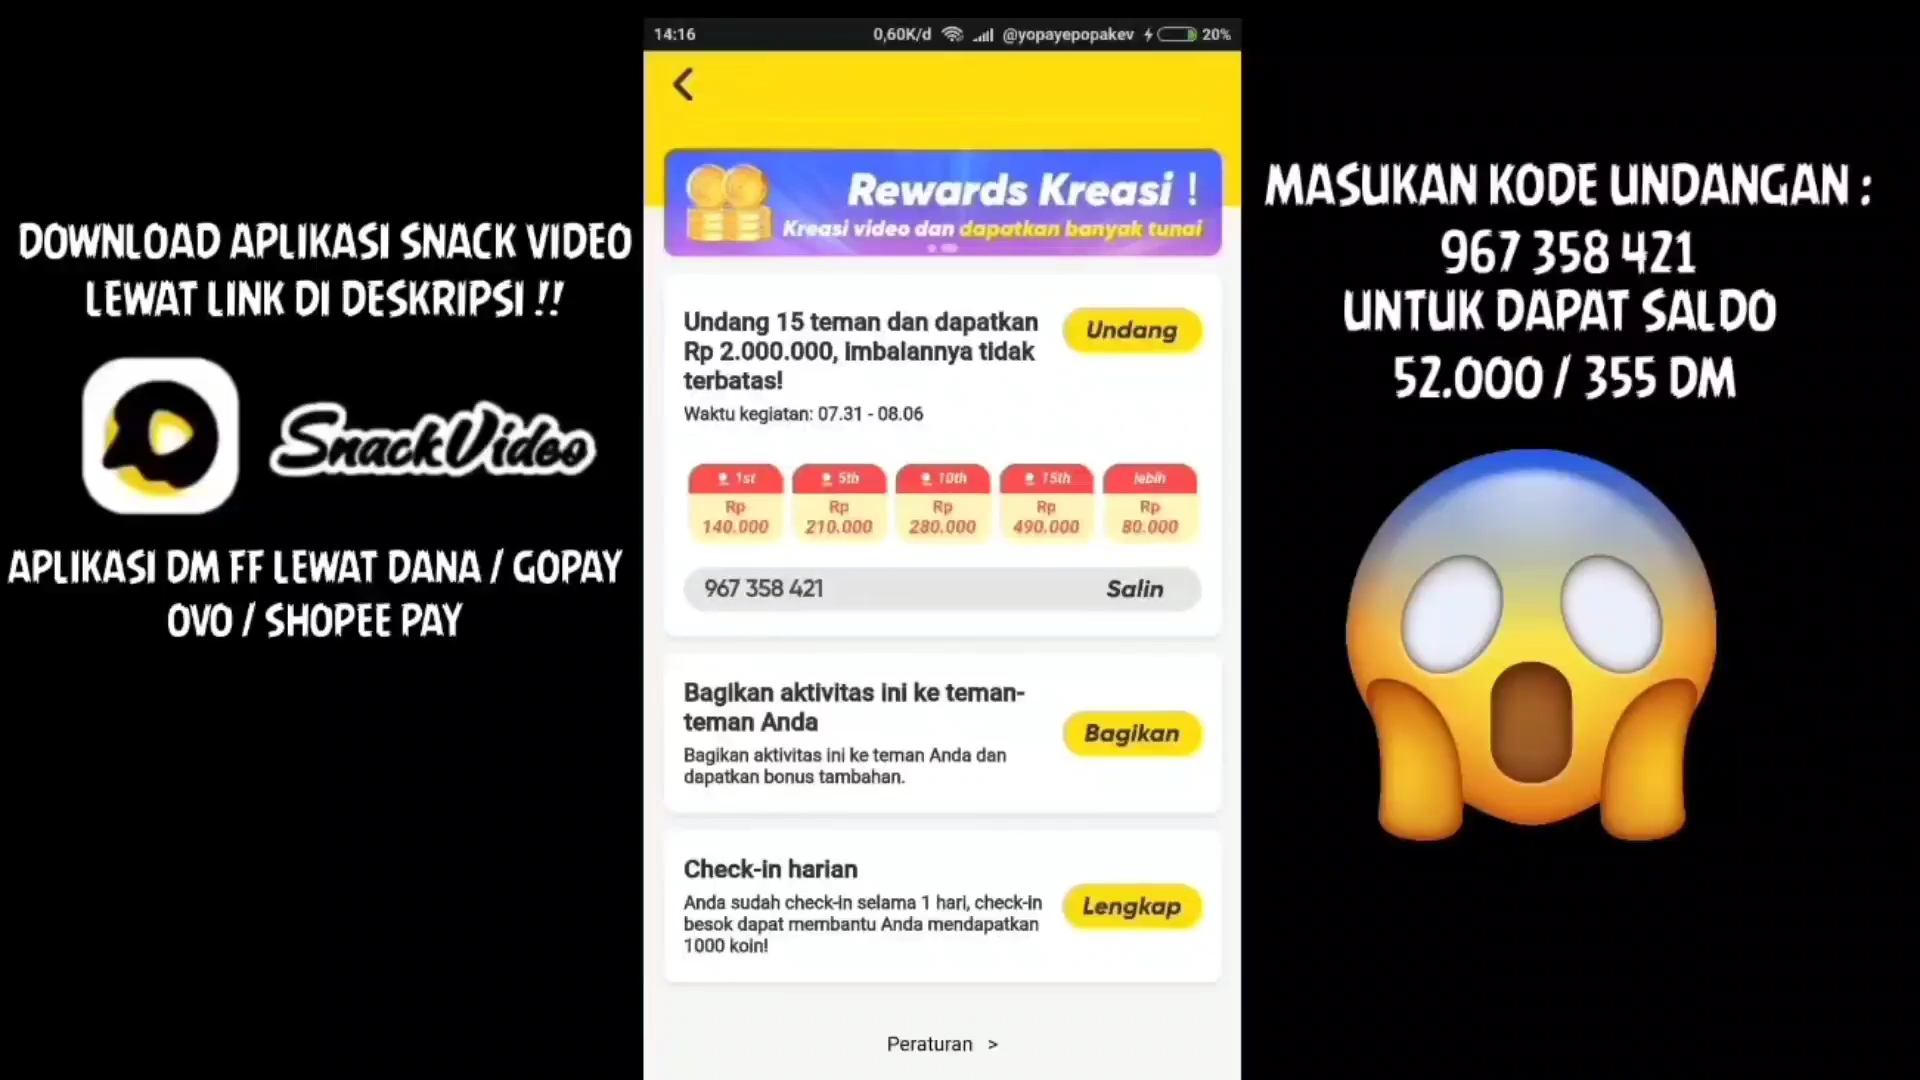 DOWNLOAD APLIKASI SNACK VIDEO
LEWAT LINK DI DESKRIPSI !!
SnackVideo
APLIKASI DM FF LEWAT DANA / GOPAY
OVO / SHOPEE PAY
14:16
0,60K/d
@yopayepopakev
20%
Rewards Kreasi !
Kreasi video dan dapatkan banyak tunai
Undang 15 teman dan dapatkan
Rp 2.000.000, imbalannya tidak
terbatas!
Undang
Waktu kegiatan: 07.31 - 08.06
1st
5th
10th
15th
lebih
Rp
140.000
Rp
210.000
Rp
280.000
Rp
490.000
Rp
80.000
967 358 421
Salin
Bagikan aktivitas ini ke teman-
teman Anda
Bagikan aktivitas ini ke teman Anda dan
dapatkan bonus tambahan.
Bagikan
Check-in harian
Anda sudah check-in selama 1 hari, check-in
besok dapat membantu Anda mendapatkan
1000 koin!
Lengkap
Peraturan >
MASUKAN KODE UNDANGAN :
967 358 421
UNTUK DAPAT SALDO
52.000 / 355 DM